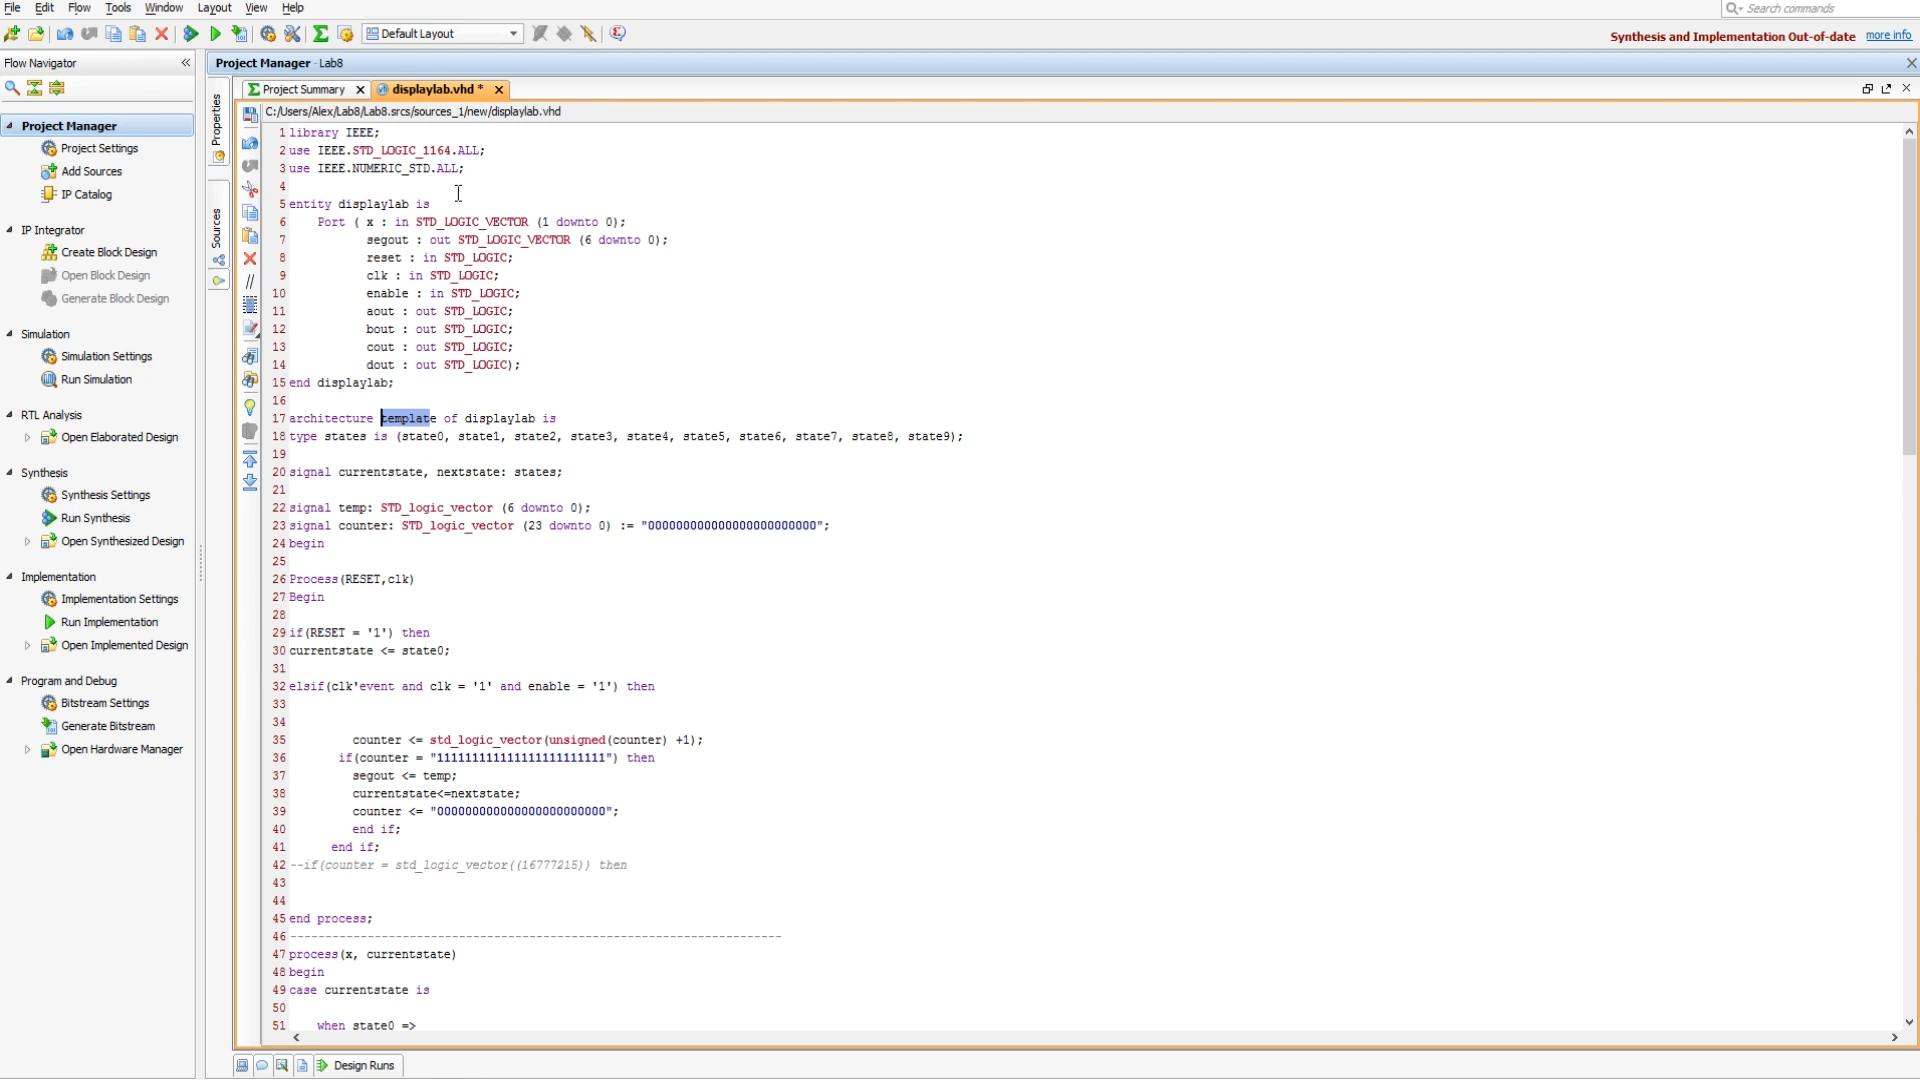 File Edit Flow Tools Window Layout View Help
Search commands
Default Layout
Synthesis and Implementation Out-of-date more info
Flow Navigator
Project Manager - Lab8
Project Summary displaylab.vhd *
C:/Users/Alex/Lab8/Lab8.srcs/sources_1/new/displaylab.vhd
Project Manager
Project Settings
Add Sources
IP Catalog
IP Integrator
Create Block Design
Open Block Design
Generate Block Design
Simulation
Simulation Settings
Run Simulation
RTL Analysis
Open Elaborated Design
Synthesis
Synthesis Settings
Run Synthesis
Open Synthesized Design
Implementation
Implementation Settings
Run Implementation
Open Implemented Design
Program and Debug
Bitstream Settings
Generate Bitstream
Open Hardware Manager
Properties
Sources
1 library IEEE;
2 use IEEE.STD_LOGIC_1164.ALL;
3 use IEEE.NUMERIC_STD.ALL;
4
5 entity displaylab is
6 Port ( x : in STD_LOGIC_VECTOR (1 downto 0);
7 segout : out STD_LOGIC_VECTOR (6 downto 0);
8 reset : in STD_LOGIC;
9 clk : in STD_LOGIC;
10 enable : in STD_LOGIC;
11 aout : out STD_LOGIC;
12 bout : out STD_LOGIC;
13 cout : out STD_LOGIC;
14 dout : out STD_LOGIC);
15 end displaylab;
16
17 architecture template of displaylab is
18 type states is (state0, state1, state2, state3, state4, state5, state6, state7, state8, state9);
19
20 signal currentstate, nextstate: states;
21
22 signal temp: STD_logic_vector (6 downto 0);
23 signal counter: STD_logic_vector (23 downto 0) := "000000000000000000000000";
24 begin
25
26 Process(RESET,clk)
27 Begin
28
29 if(RESET = '1') then
30 currentstate <= state0;
31
32 elsif(clk'event and clk = '1' and enable = '1') then
33
34
35 counter <= std_logic_vector(unsigned(counter) +1);
36 if(counter = "111111111111111111111111") then
37 segout <= temp;
38 currentstate<=nextstate;
39 counter <= "000000000000000000000000";
40 end if;
41 end if;
42 --if(counter = std_logic_vector((16777215)) then
43
44
45 end process;
46 ----------------------------------------------------------------------
47 process(x, currentstate)
48 begin
49 case currentstate is
50
51 when state0 =>
Design Runs